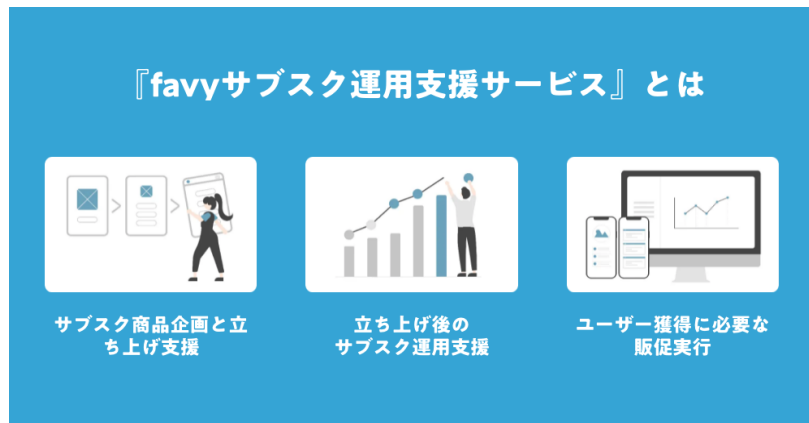 『favyサブスク運用支援サービス』とは
サブスク商品企画と立
ち上げ支援
立ち上げ後の
サブスク運用支援
ユーザー獲得に必要な
販促実行